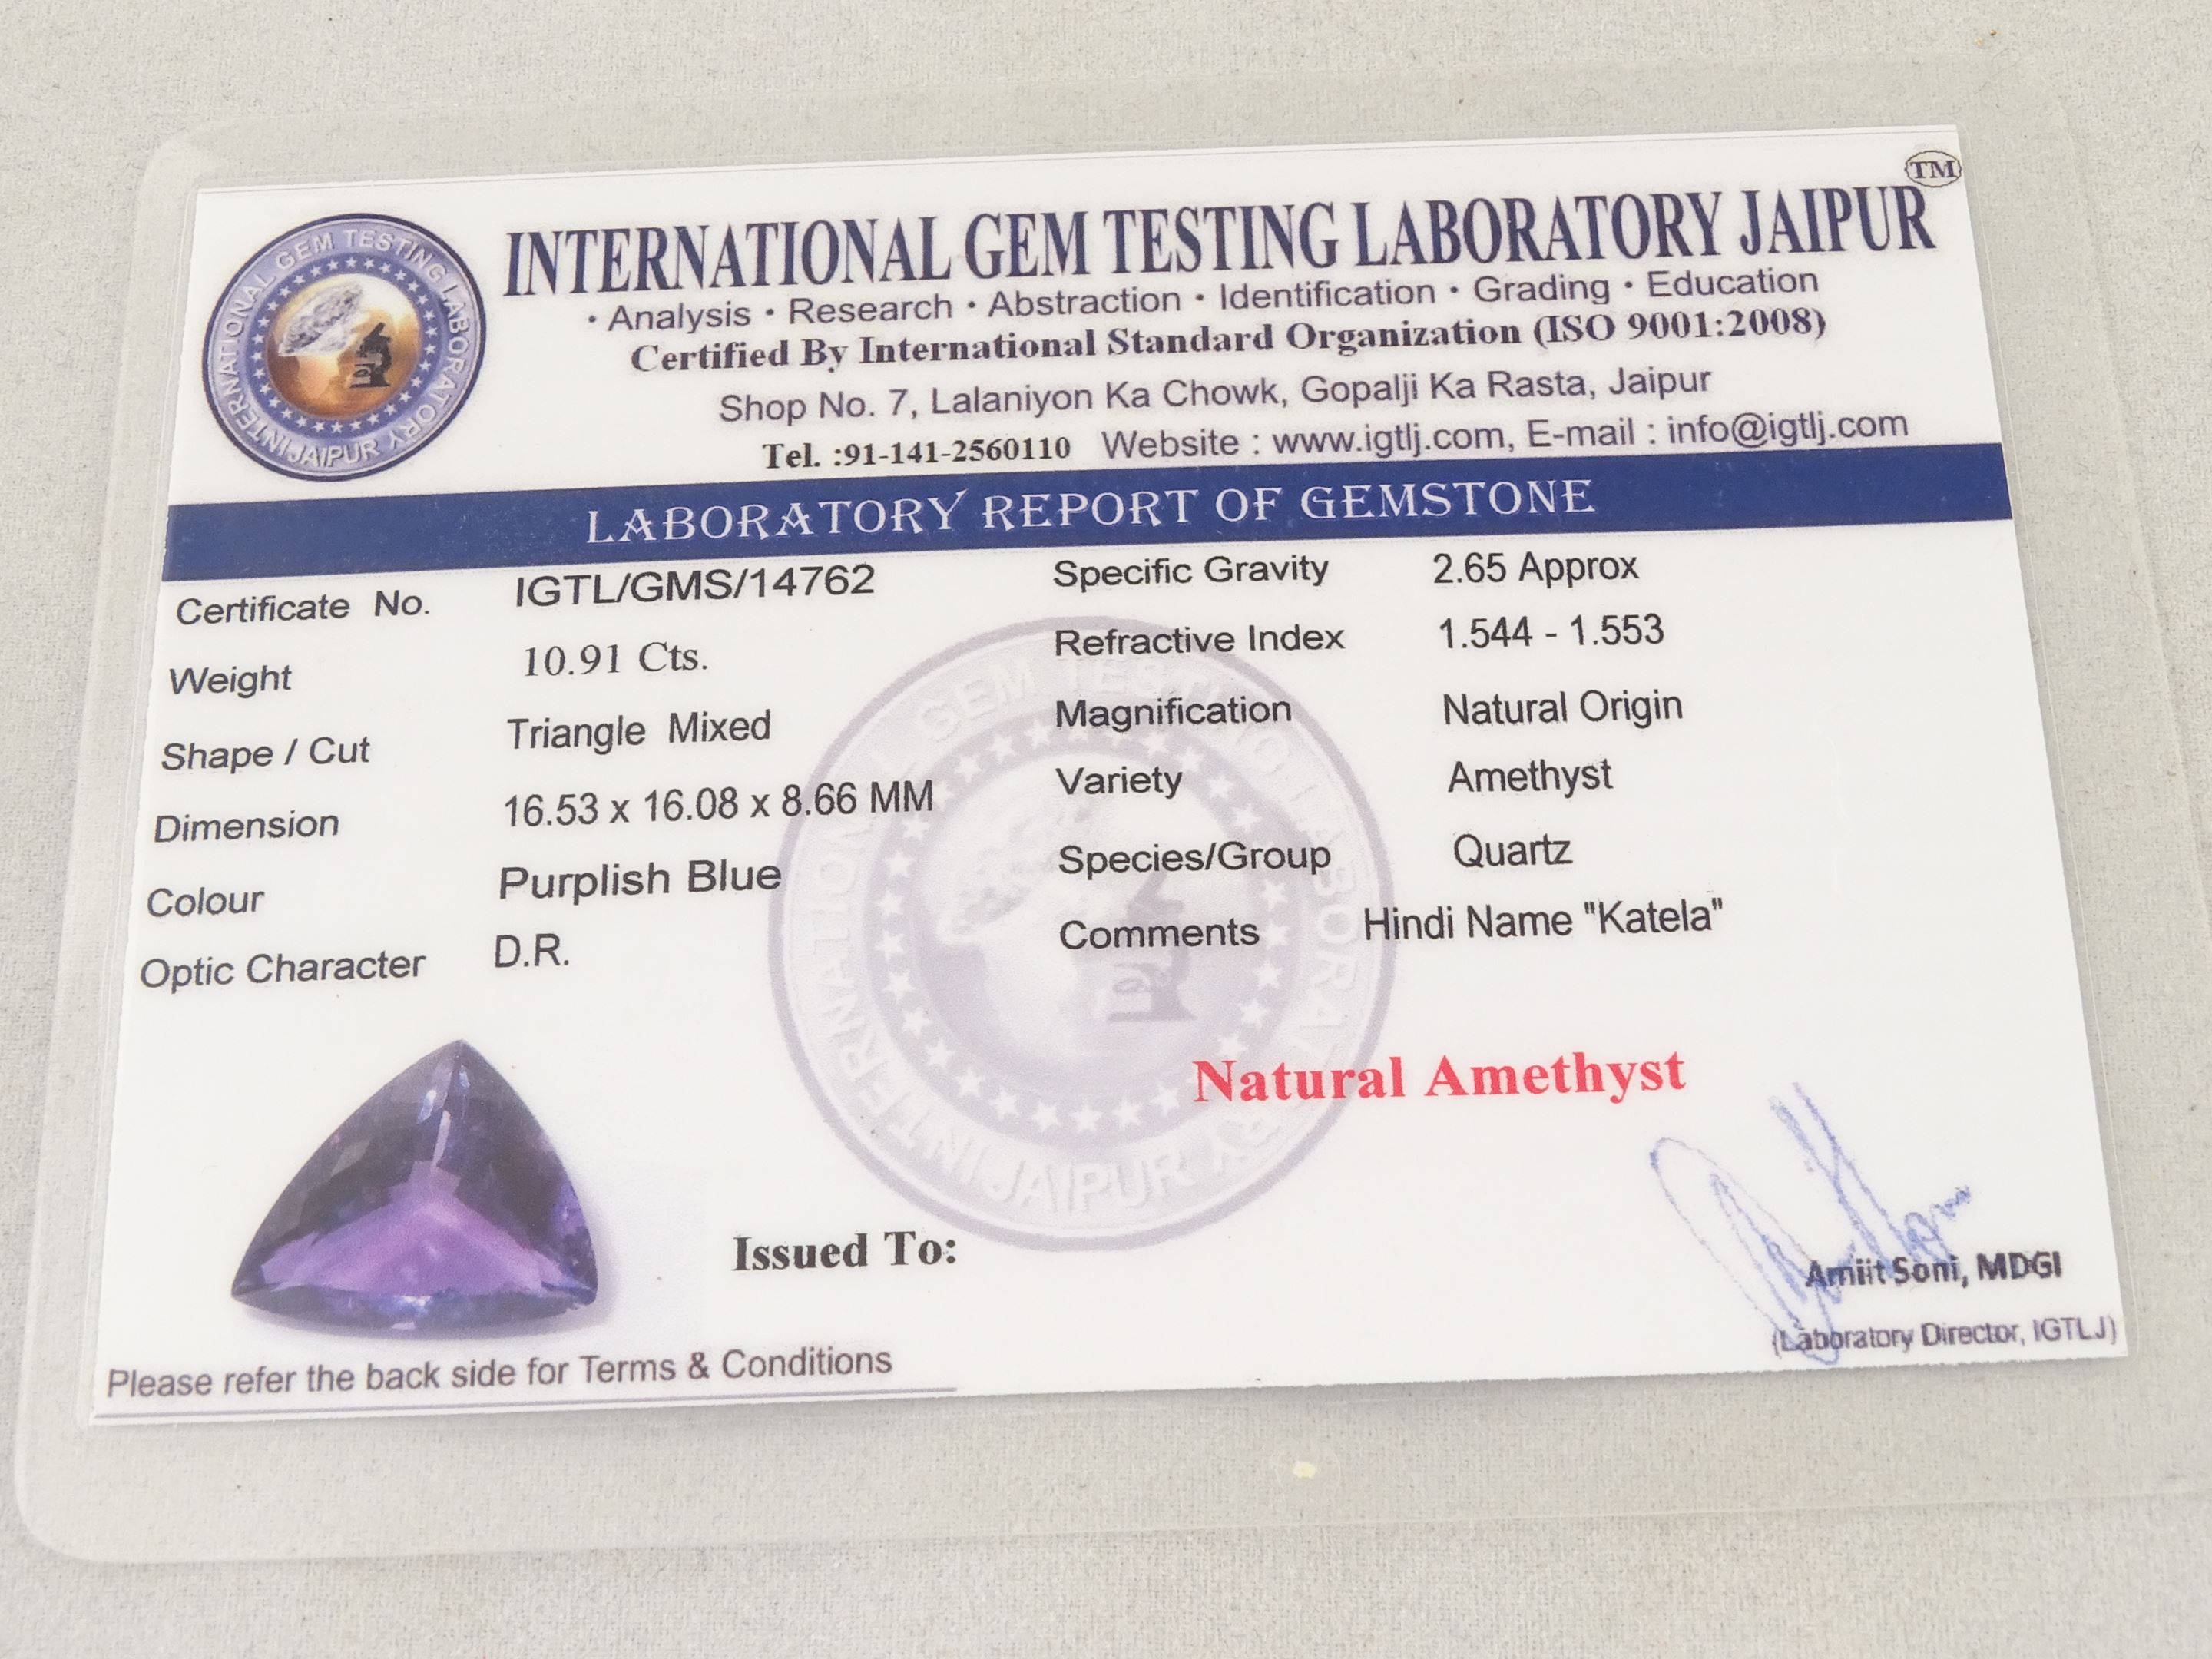 INTERNATIONAL GEM TESTING LABORATORY JAIPUR TM
• Analysis • Research • Abstraction • Identification • Grading • Education
Certified By International Standard Organization (ISO 9001:2008)
Shop No. 7, Lalaniyon Ka Chowk, Gopalji Ka Rasta, Jaipur
Tel. :91-141-2560110 Website : www.igtlj.com, E-mail : info@igtlj.com
INTERNATIONAL GEM TESTING LABORATORY
JAIPUR
LABORATORY REPORT OF GEMSTONE
Certificate No. IGTL/GMS/14762
Weight 10.91 Cts.
Shape / Cut Triangle Mixed
Dimension 16.53 x 16.08 x 8.66 MM
Colour Purplish Blue
Optic Character D.R.
Specific Gravity 2.65 Approx
Refractive Index 1.544 - 1.553
Magnification Natural Origin
Variety Amethyst
Species/Group Quartz
Comments Hindi Name "Katela"
INTERNATIONAL GEM TESTING LABORATORY
JAIPUR
Natural Amethyst
Issued To:
Amiit Soni, MDGI
(Laboratory Director, IGTLJ)
Please refer the back side for Terms & Conditions